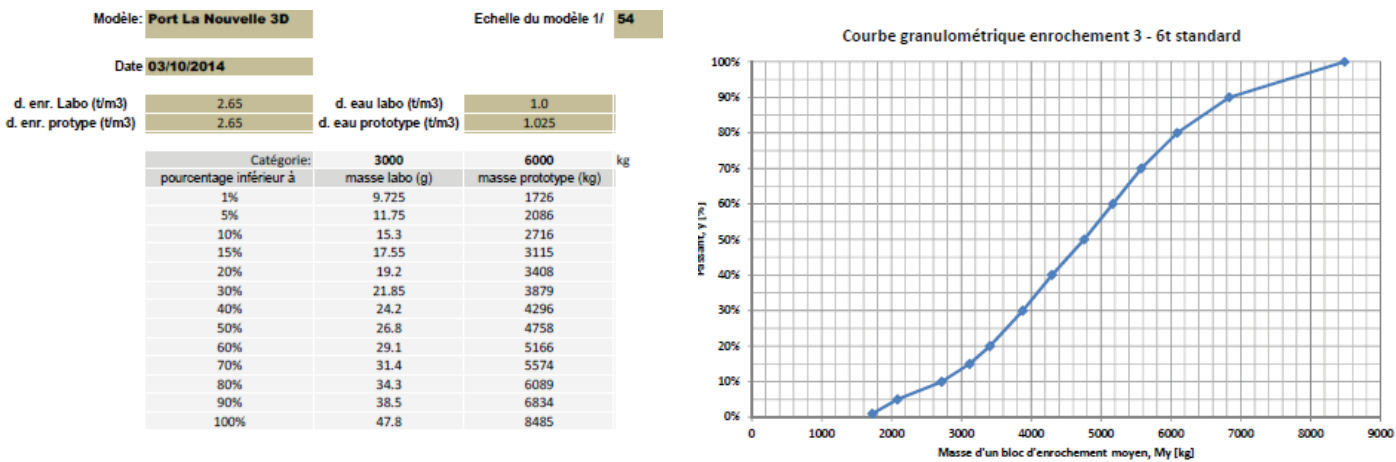 Modèle: Port La Nouvelle 3D Echelle du modèle 1/ 54
Date 03/10/2014
d. enr. Labo (t/m3) 2.65 d. eau labo (t/m3) 1.0
d. enr. protype (t/m3) 2.65 d. eau prototype (t/m3) 1.025
Catégorie: 3000 6000 kg
pourcentage inférieur à masse labo (g) masse prototype (kg)
1% 9.725 1726
5% 11.75 2086
10% 15.3 2716
15% 17.55 3115
20% 19.2 3408
30% 21.85 3879
40% 24.2 4296
50% 26.8 4758
60% 29.1 5166
70% 31.4 5574
80% 34.3 6089
90% 38.5 6834
100% 47.8 8485
Courbe granulométrique enrochement 3 - 6t standard
Passant, y [%]
100%
90%
80%
70%
60%
50%
40%
30%
20%
10%
0%
0 1000 2000 3000 4000 5000 6000 7000 8000 9000
Masse d'un bloc d'enrochement moyen, My [kg]